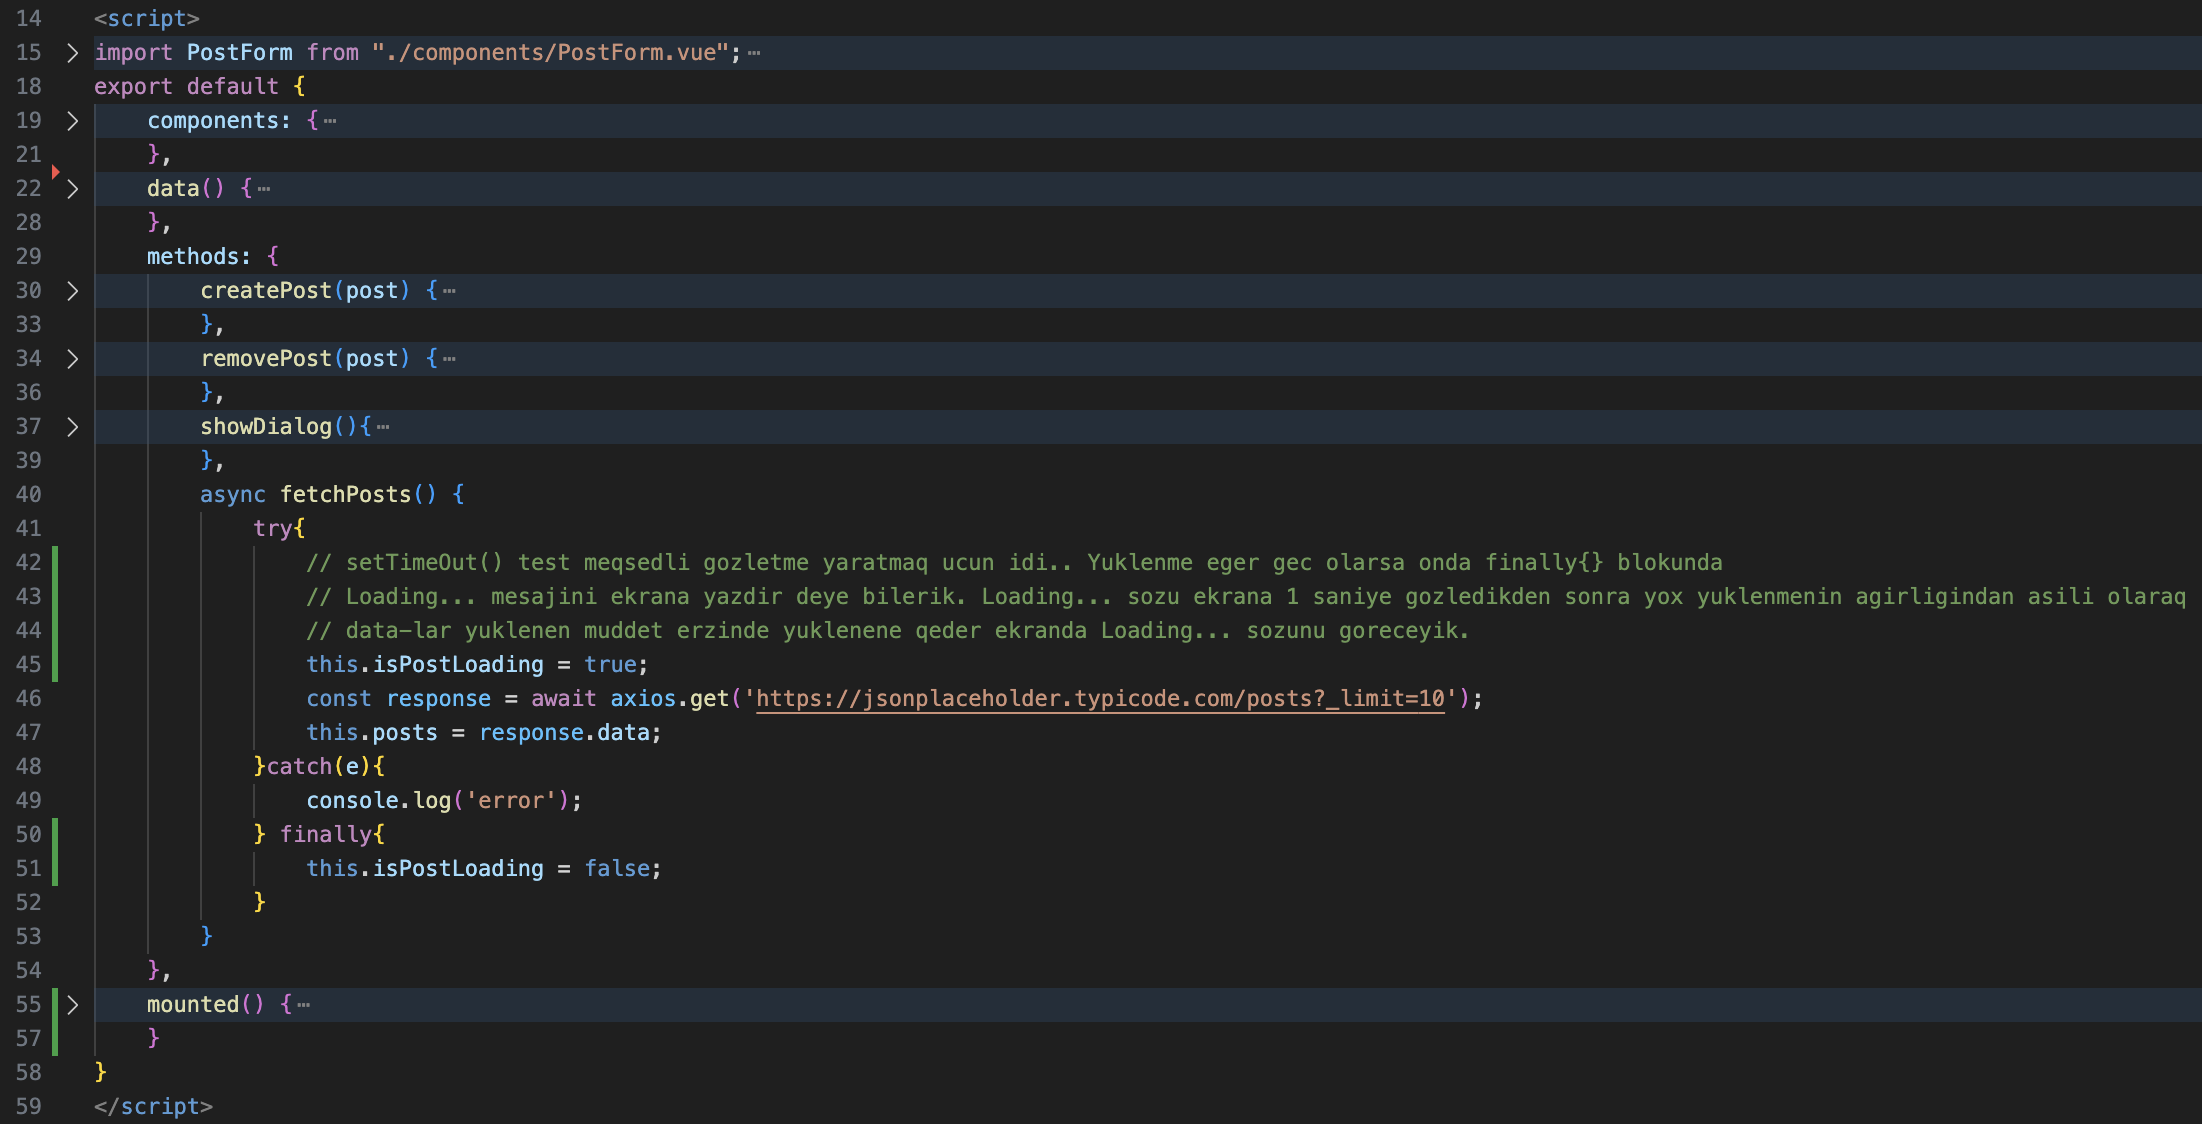 14 <script>
15 import PostForm from "./components/PostForm.vue";…
18 export default {
19 components: {…
21 },
22 data() {…
28 },
29 methods: {
30 createPost(post) {…
33 },
34 removePost(post) {…
36 },
37 showDialog(){…
39 },
40 async fetchPosts() {
41 try{
42 // setTimeOut() test meqsedli gozletme yaratmaq ucun idi.. Yuklenme eger gec olarsa onda finally{} blokunda
43 // Loading... mesajini ekrana yazdir deye bilerik. Loading... sozu ekrana 1 saniye gozledikden sonra yox yuklenmenin agirligindan asili olaraq
44 // data-lar yuklenen muddet erzinde yuklenene qeder ekranda Loading... sozunu goreceyik.
45 this.isPostLoading = true;
46 const response = await axios.get('https://jsonplaceholder.typicode.com/posts?_limit=10');
47 this.posts = response.data;
48 }catch(e){
49 console.log('error');
50 } finally{
51 this.isPostLoading = false;
52 }
53 }
54 },
55 mounted() {…
57 }
58 }
59 </script>